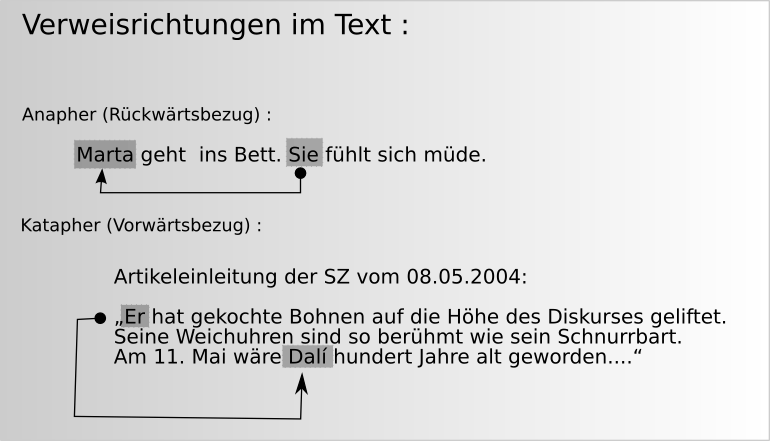 Verweisrichtungen im Text :
Anapher (Rückwärtsbezug) :
Marta geht ins Bett. Sie fühlt sich müde.
Katapher (Vorwärtsbezug) :
Artikeleinleitung der SZ vom 08.05.2004:
„Er hat gekochte Bohnen auf die Höhe des Diskurses geliftet.
Seine Weichuhren sind so berühmt wie sein Schnurrbart.
Am 11. Mai wäre Dalí hundert Jahre alt geworden....“